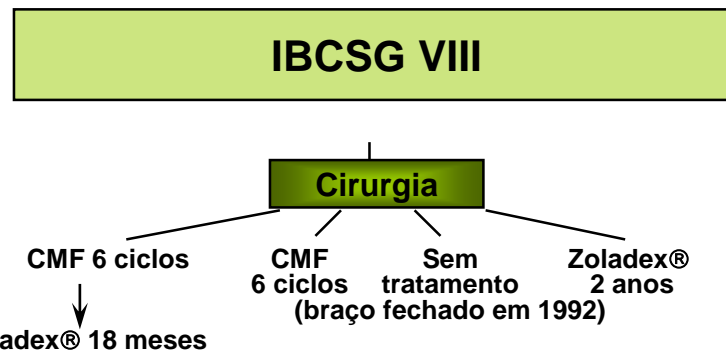 IBCSG VIII
Cirurgia
CMF 6 ciclos
adex® 18 meses
CMF
6 ciclos
Sem
tratamento
(braço fechado em 1992)
Zoladex®
2 anos